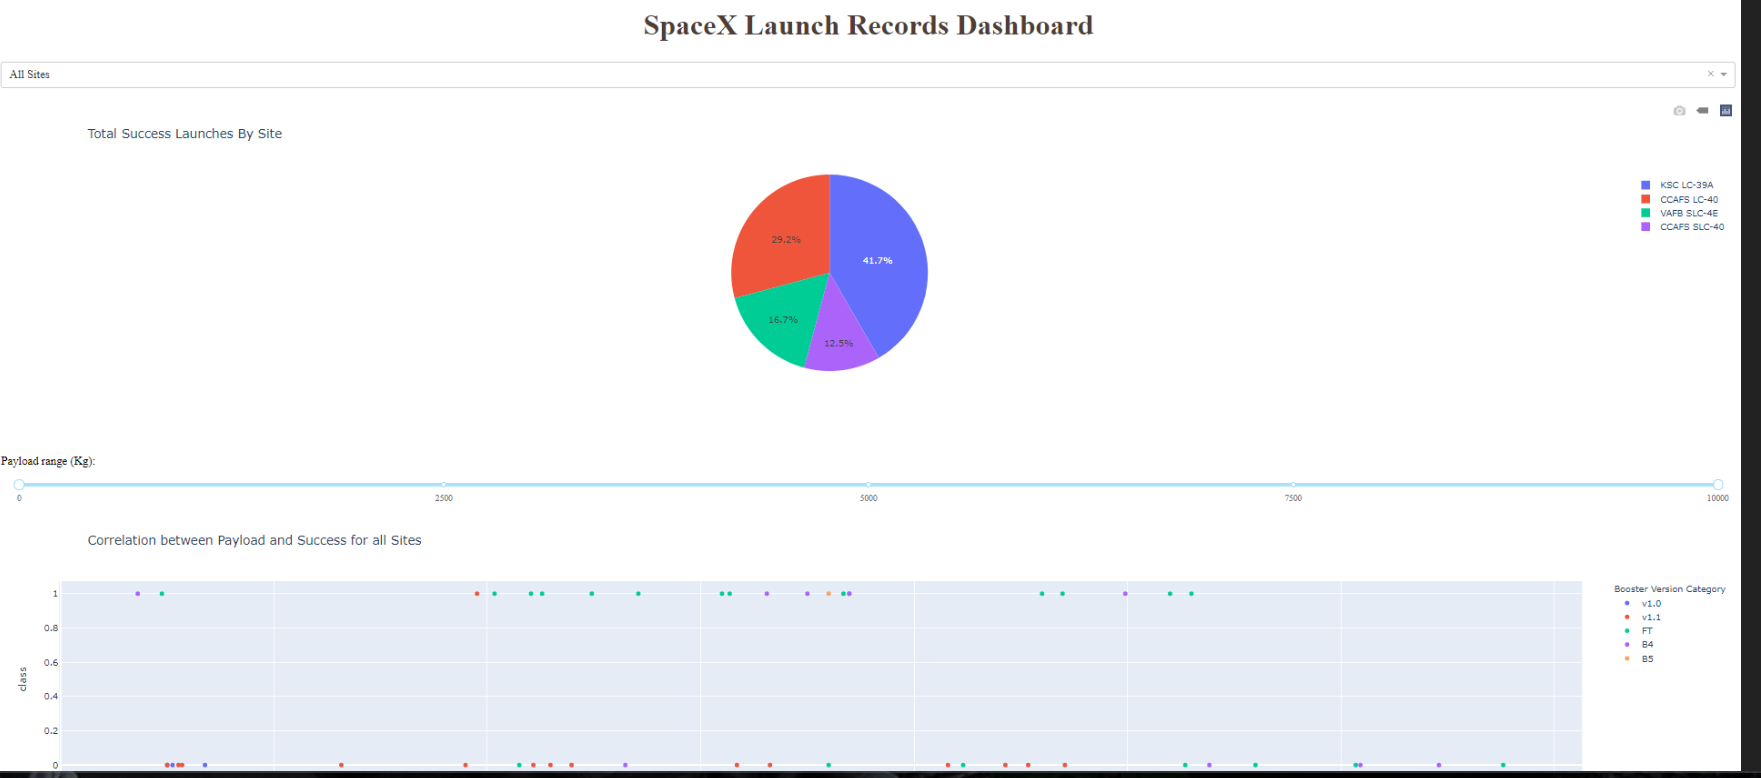 SpaceX Launch Records Dashboard
All Sites
Total Success Launches By Site
KSC LC-39A
CCAFS LC-40
VAFB SLC-4E
CCAFS SLC-40
29.2%
41.7%
16.7%
12.5%
Payload range (Kg):
0 2500 5000 7500 10000
Correlation between Payload and Success for all Sites
Booster Version Category
v1.0
v1.1
FT
B4
B5
class
1
0.8
0.6
0.4
0.2
0